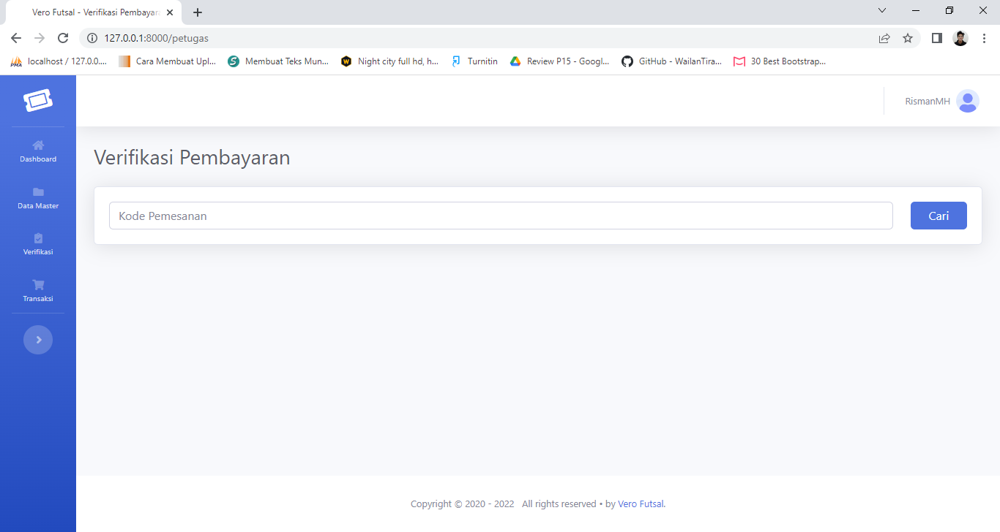 Vero Futsal - Verifikasi Pembayara
127.0.0.1:8000/petugas
PMA localhost / 127.0.0.... Cara Membuat Upl... S Membuat Teks Mun... W Night city full hd, h... Turnitin Review P15 - Googl... GitHub - WailanTira... 30 Best Bootstrap...
RismanMH
Dashboard
Data Master
Verifikasi
Transaksi
Verifikasi Pembayaran
Kode Pemesanan Cari
Copyright © 2020 - 2022 All rights reserved • by Vero Futsal.